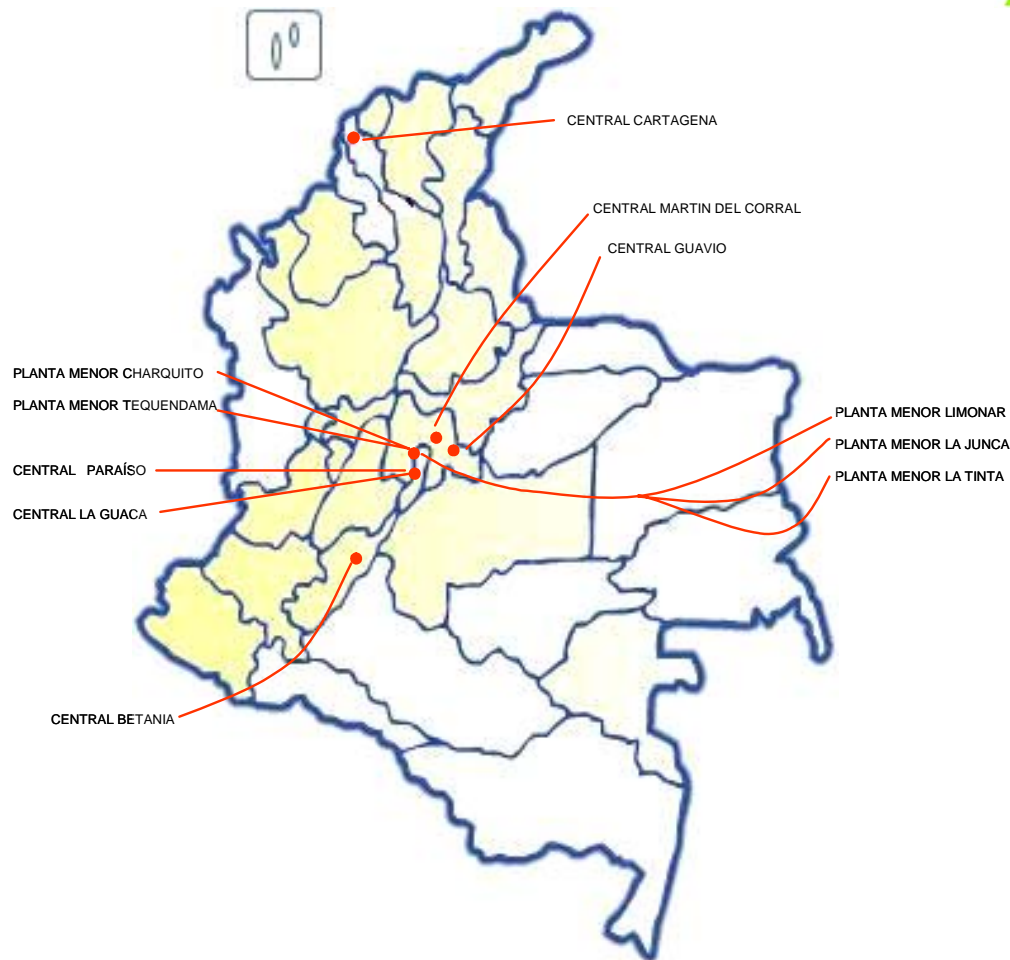 CENTRAL CARTAGENA
CENTRAL MARTIN DEL CORRAL
CENTRAL GUAVIO
PLANTA MENOR CHARQUITO
PLANTA MENOR TEQUENDAMA
CENTRAL PARAÍSO
CENTRAL LA GUACA
PLANTA MENOR LIMONAR
PLANTA MENOR LA JUNCA
PLANTA MENOR LA TINTA
CENTRAL BETANIA